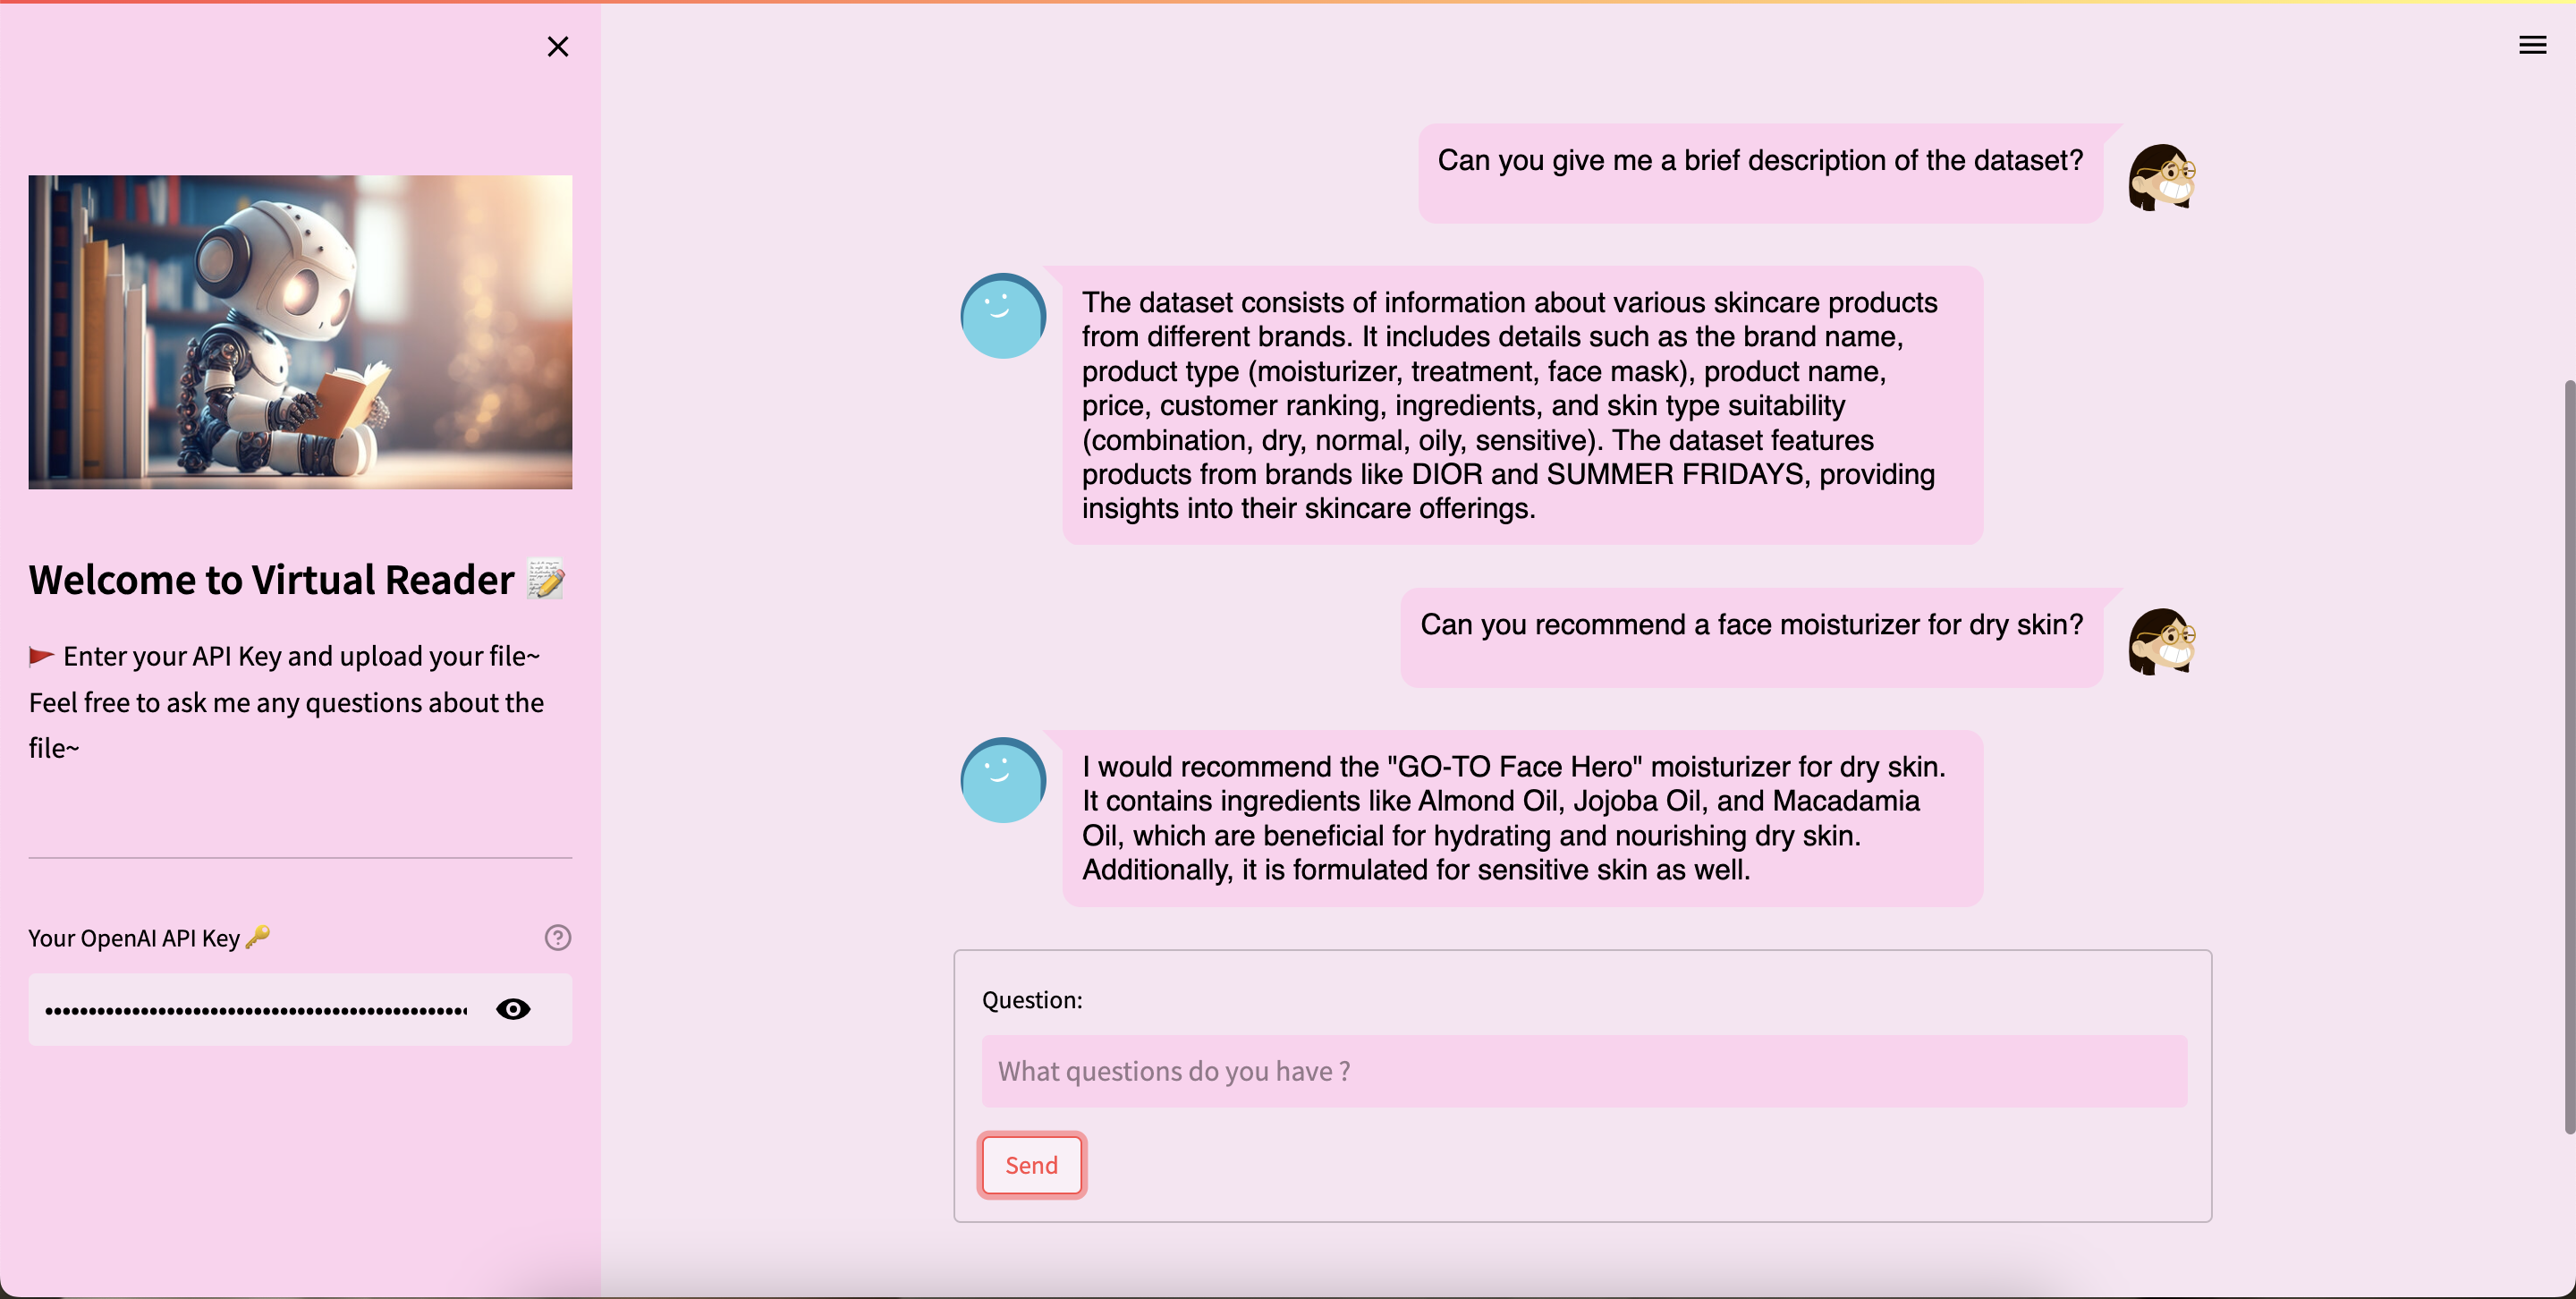 Welcome to Virtual Reader 📝
🚩 Enter your API Key and upload your file~
Feel free to ask me any questions about the
file~
Your OpenAI API Key 🔑
Can you give me a brief description of the dataset?
The dataset consists of information about various skincare products
from different brands. It includes details such as the brand name,
product type (moisturizer, treatment, face mask), product name,
price, customer ranking, ingredients, and skin type suitability
(combination, dry, normal, oily, sensitive). The dataset features
products from brands like DIOR and SUMMER FRIDAYS, providing
insights into their skincare offerings.
Can you recommend a face moisturizer for dry skin?
I would recommend the "GO-TO Face Hero" moisturizer for dry skin.
It contains ingredients like Almond Oil, Jojoba Oil, and Macadamia
Oil, which are beneficial for hydrating and nourishing dry skin.
Additionally, it is formulated for sensitive skin as well.
Question:
What questions do you have ?
Send